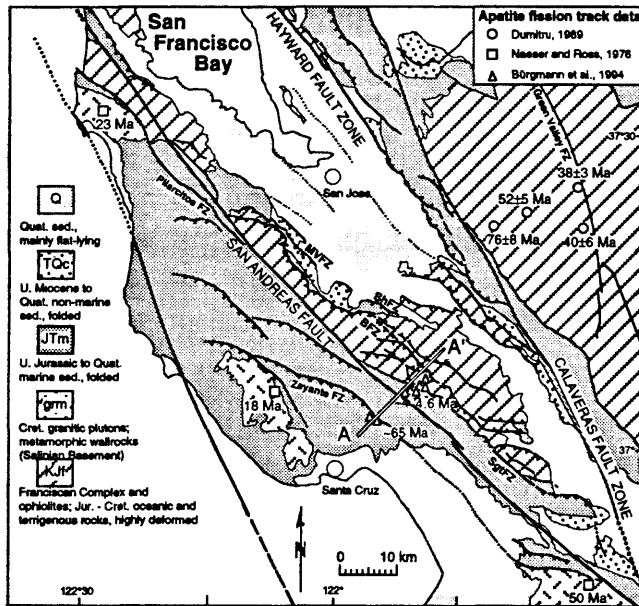 San
Francisco
Bay
HAYWARD FAULT ZONE
Apatite fission track data
Dumitru, 1989
Naeser and Ross, 1976
Bürgmann et al., 1994
Green Valley FZ
37°30
23 Ma
38±3 Ma
52±5 Ma
76±8 Ma
40±6 Ma
San Jose
Pilarcitos FZ
SAN ANDREAS FAULT
MVFZ
ShFZ
BFZ
Q
Quat. sed.,
mainly flat-lying
TQc
U. Miocene to
Quat. non-marine
sed., folded
JTm
U. Jurassic to Quat.
marine sed., folded
grm
Cret. granitic plutons;
metamorphic wallrocks
(Salinian Basement)
KJf
Franciscan Complex and
ophiolites; Jur. - Cret. oceanic and
terrigenous rocks, highly deformed
A'
Zayante FZ
18 Ma
4.6 Ma
A
~65 Ma
CALAVERAS FAULT ZONE
37°
SgtFZ
Santa Cruz
N
0 10 km
50 Ma
122°30
122°